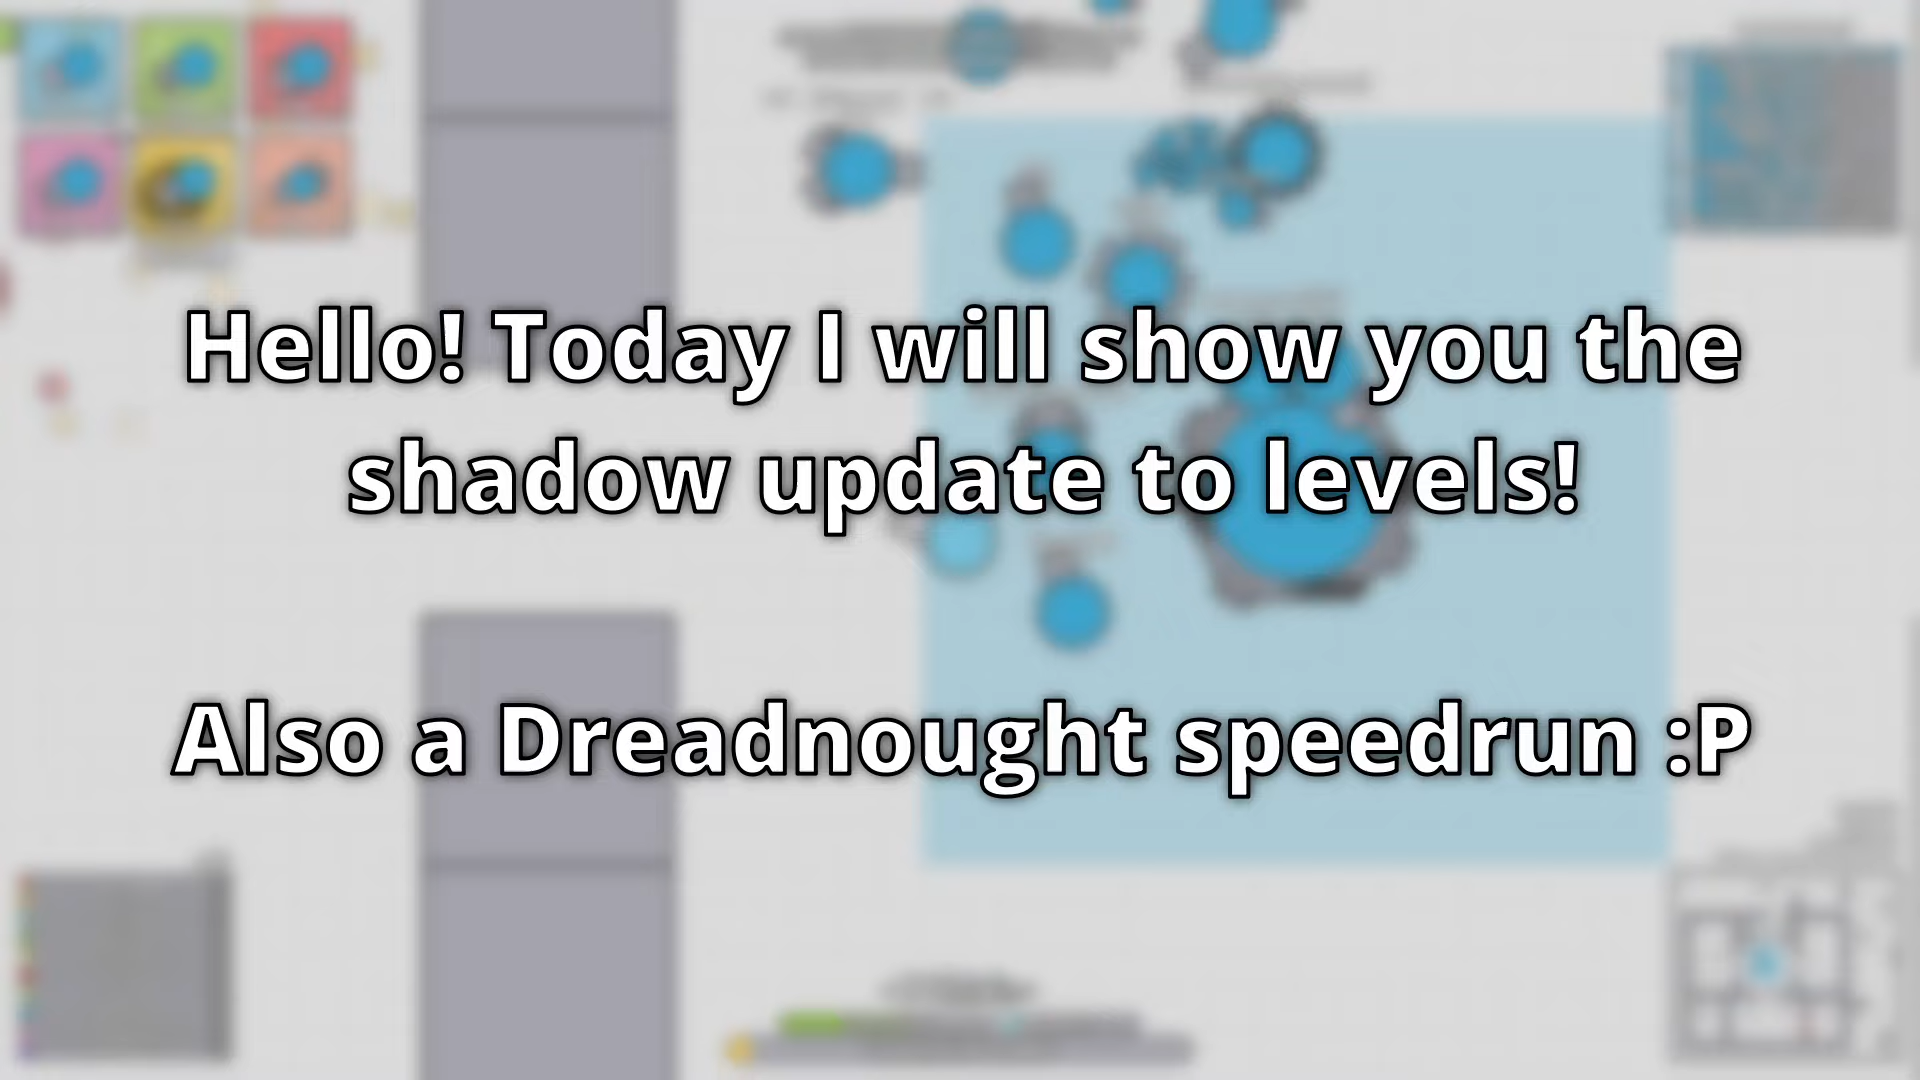 Hello! Today I will show you the
shadow update to levels!
Also a Dreadnought speedrun :P